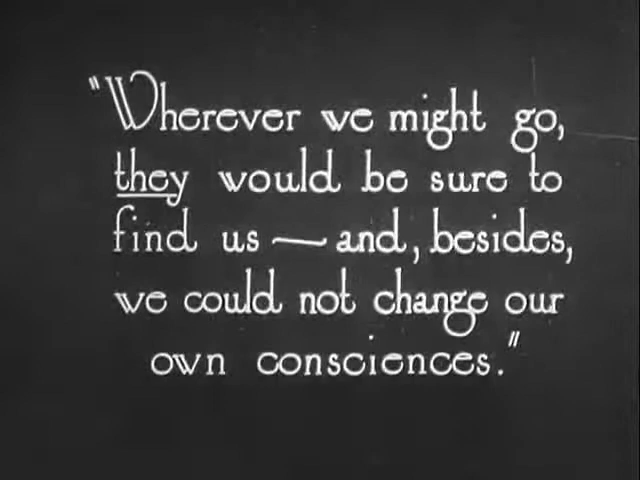 "Wherever we might go,
they would be sure to
find us — and, besides,
we could not change our
own consciences."